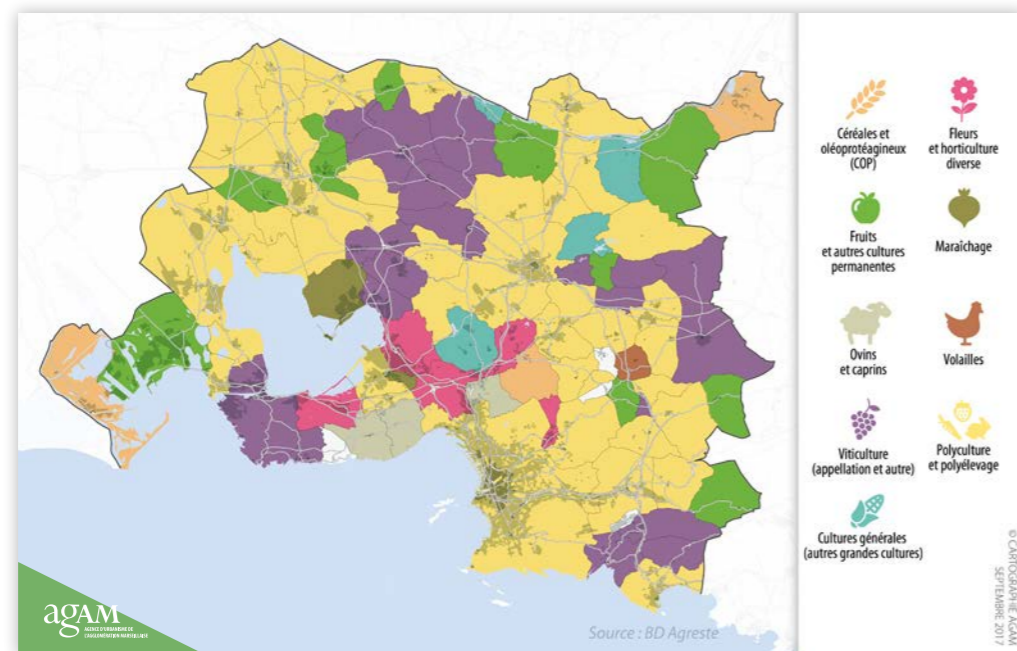 Céréales et
oléoprotéagineux
(COP)
Fleurs
et horticulture
diverse
Fruits
et autres cultures
permanentes
Maraîchage
Ovins
et caprins
Volailles
Viticulture
(appellation et autre)
Polyculture
et polyélevage
Cultures générales
(autres grandes cultures)
© CARTOGRAPHIE AGAM
SEPTEMBRE 2017
agAM
AGENCE D'URBANISME DE
L'AGGLOMÉRATION MARSEILLAISE
Source : BD Agreste